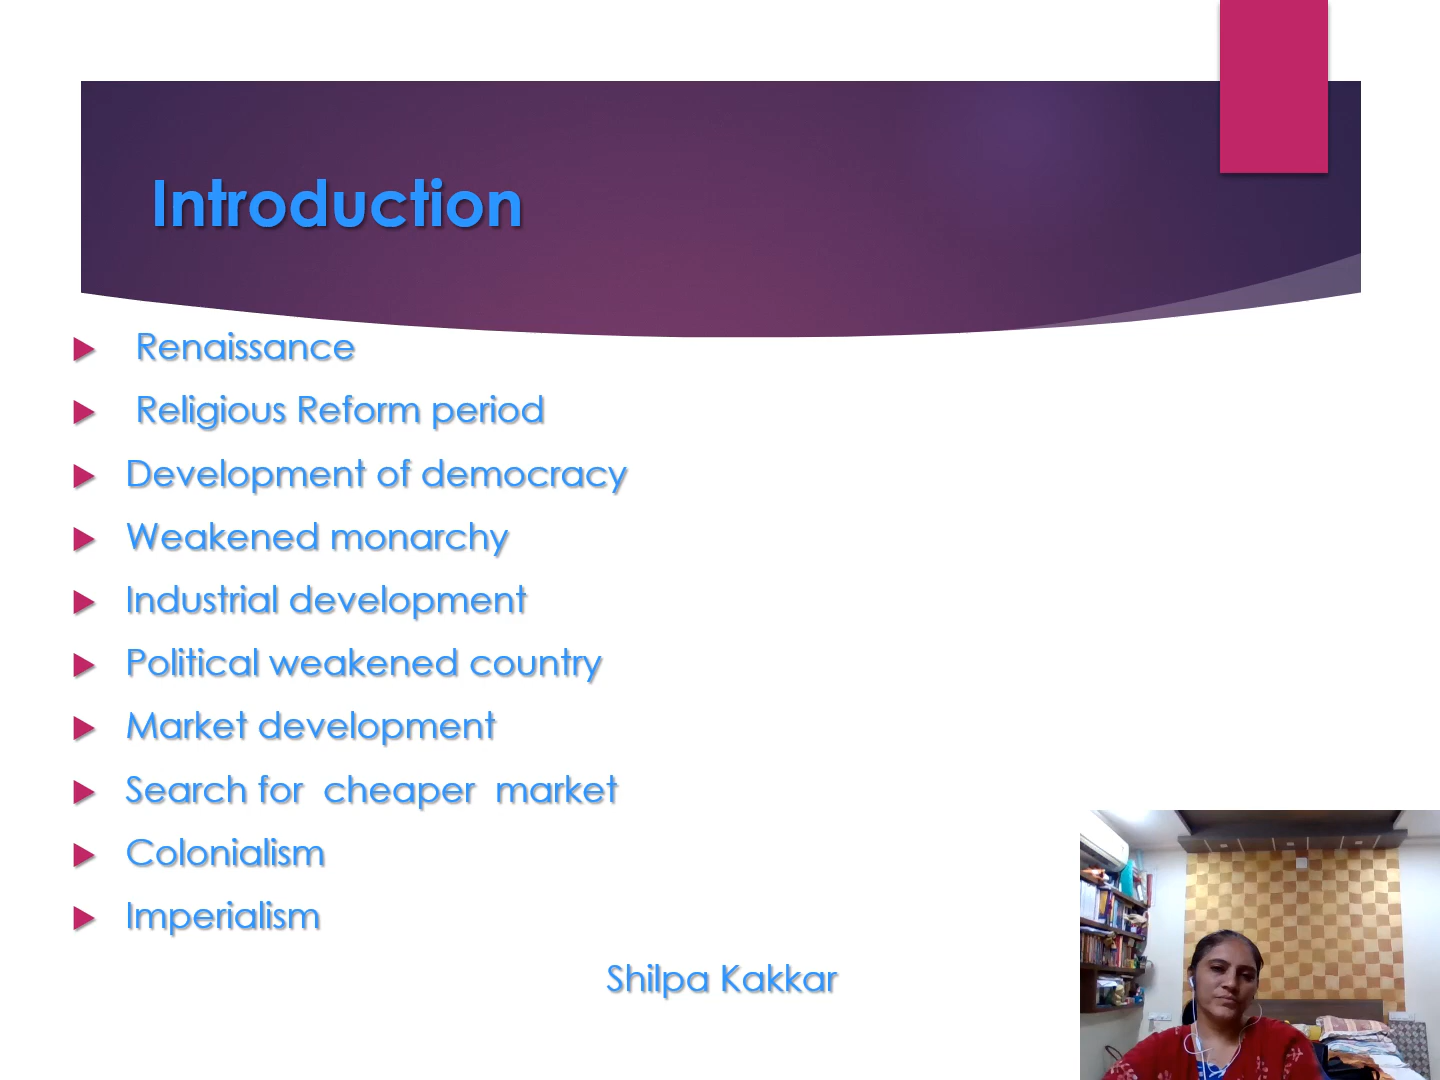 Introduction
Renaissance
Religious Reform period
Development of democracy
Weakened monarchy
Industrial development
Political weakened country
Market development
Search for cheaper market
Colonialism
Imperialism
Shilpa Kakkar